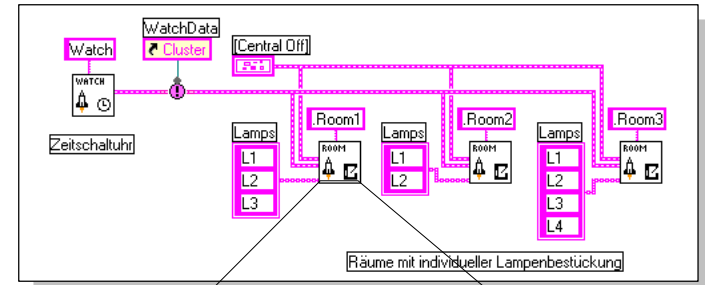 WatchData
Watch
Cluster
[Central Off]
WATCH
Zeitschaltuhr
Lamps
L1
L2
L3
.Room1
ROOM
Lamps
L1
L2
.Room2
ROOM
Lamps
L1
L2
L3
L4
.Room3
ROOM
Räume mit individueller Lampenbestückung